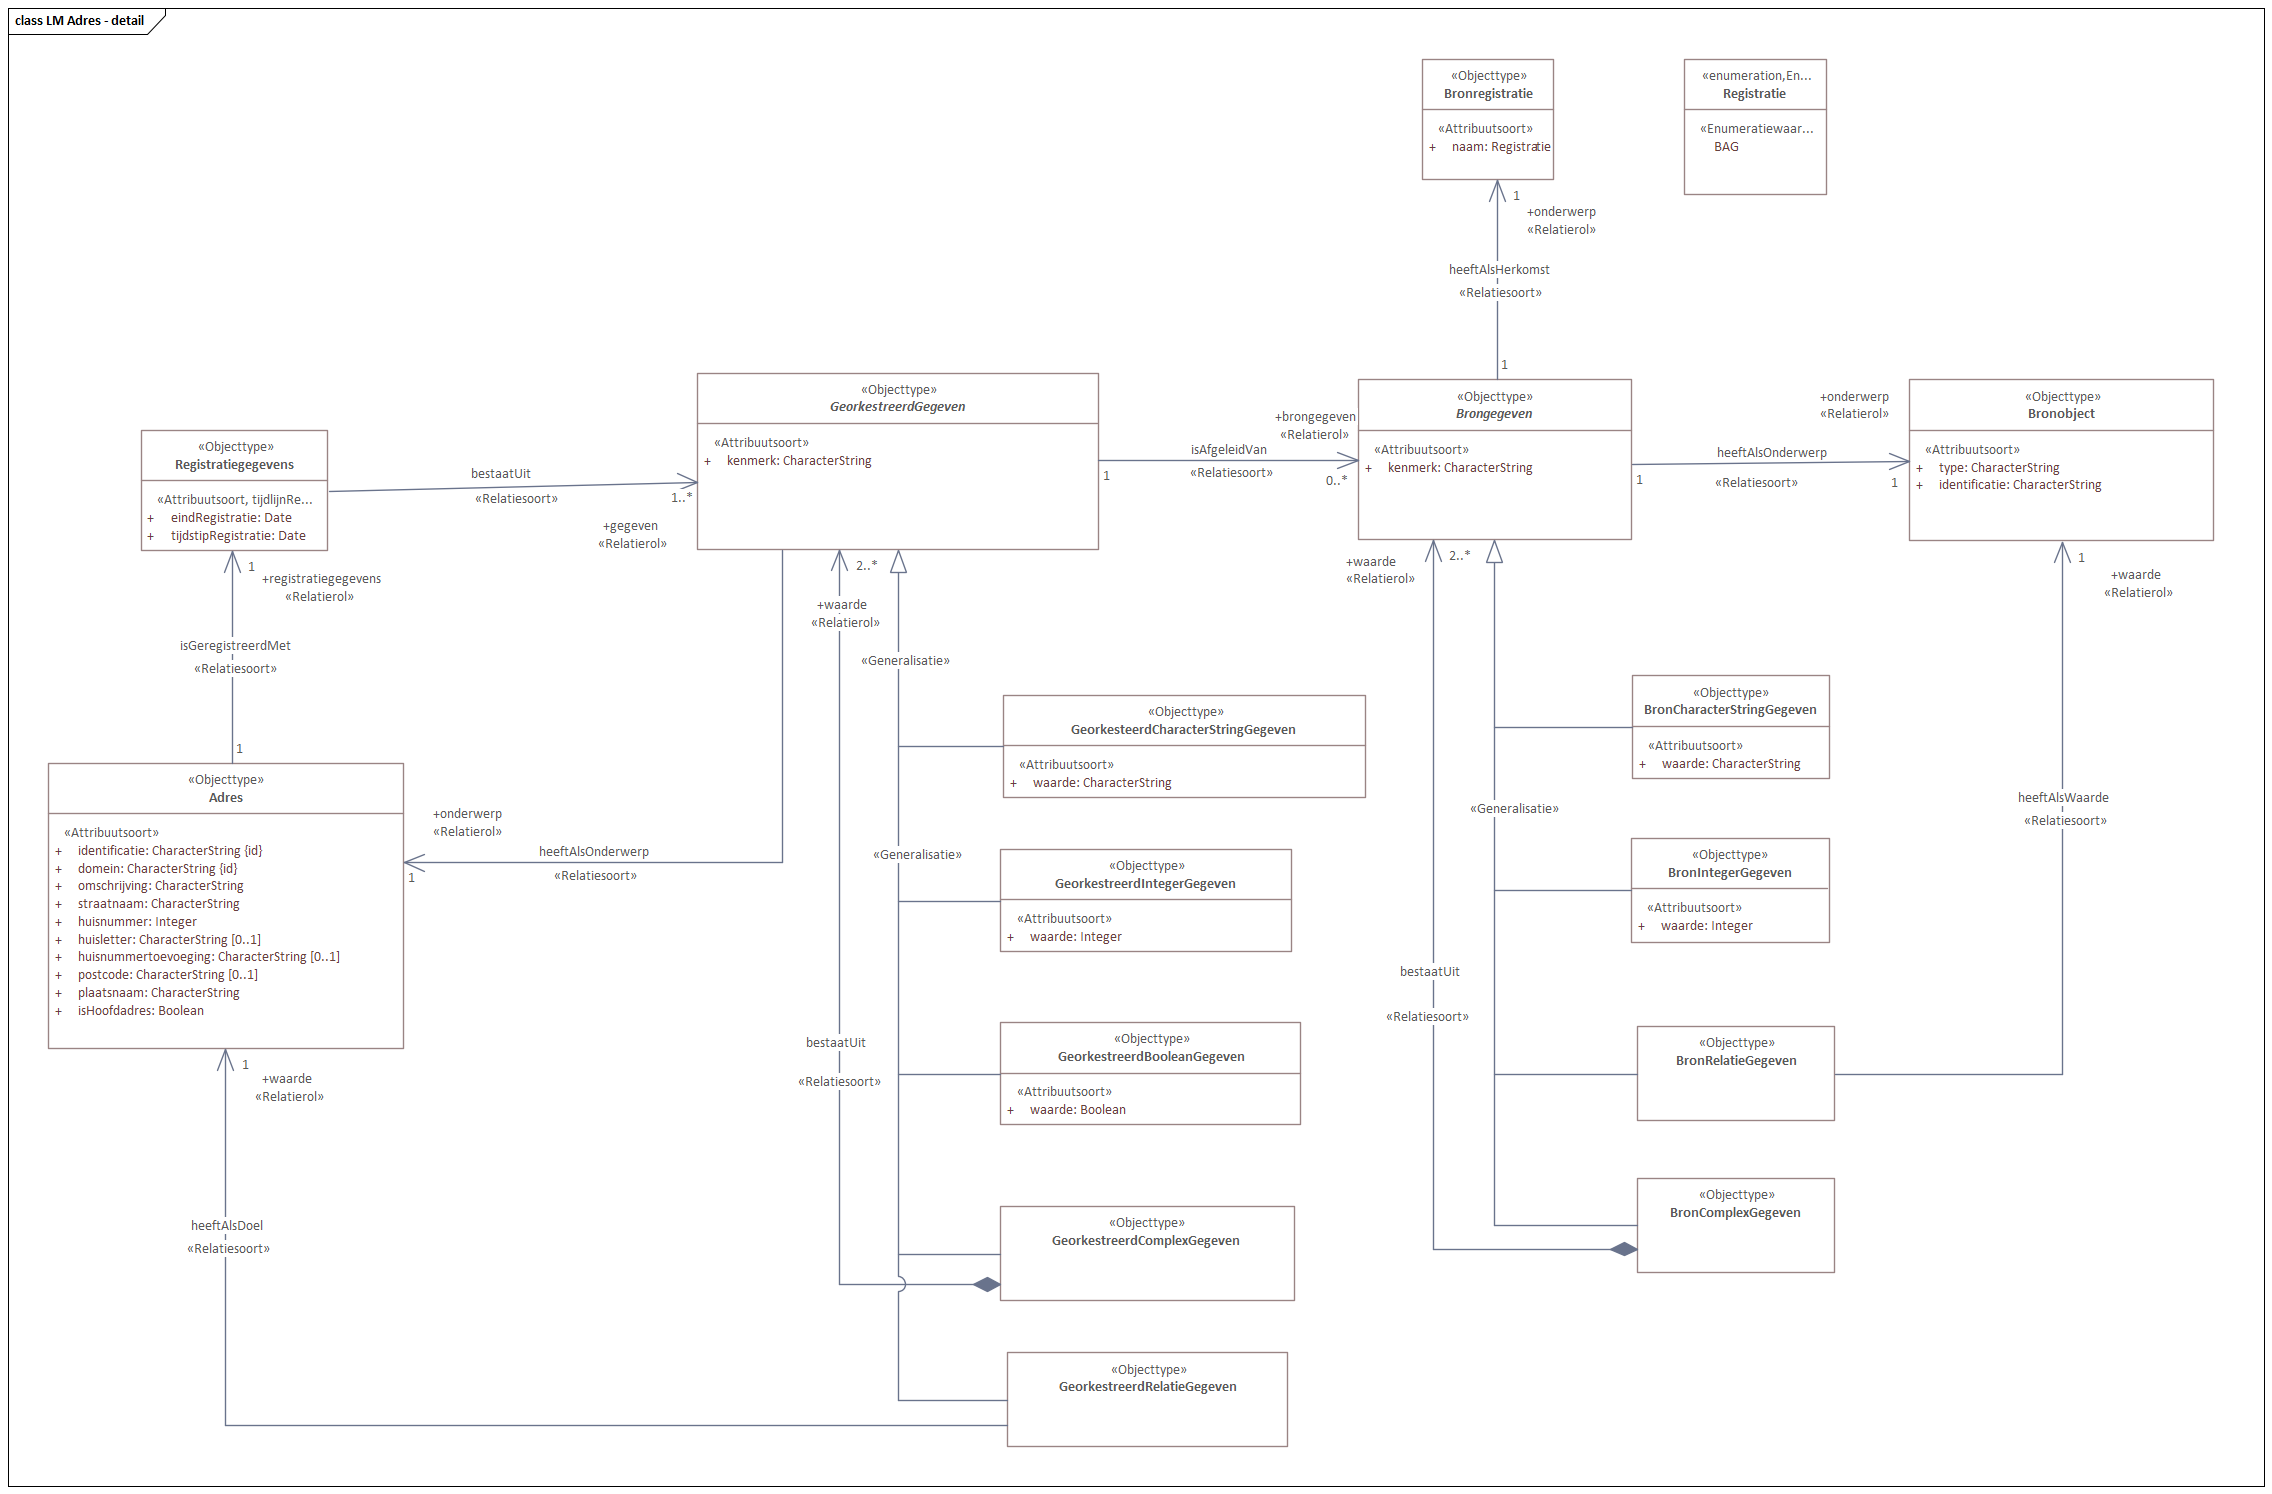 class LM Adres - detail
«Objecttype»
Bronregistratie
«Attribuutsoort»
+ naam: Registratie
«enumeration,En...
Registratie
«Enumeratiewaar...
BAG
1
+onderwerp
«Relatierol»
heeftAlsHerkomst
«Relatiesoort»
1
«Objecttype»
Registratiegegevens
«Attribuutsoort, tijdlijnRe...
+ eindRegistratie: Date
+ tijdstipRegistratie: Date
bestaatUit
«Relatiesoort»
1..*
+gegeven
«Relatierol»
«Objecttype»
GeorkestreerdGegeven
«Attribuutsoort»
+ kenmerk: CharacterString
isAfgeleidVan
«Relatiesoort»
1
+brongegeven
«Relatierol»
0..*
«Objecttype»
Brongegeven
«Attribuutsoort»
+ kenmerk: CharacterString
heeftAlsOnderwerp
«Relatiesoort»
1
+onderwerp
«Relatierol»
1
«Objecttype»
Bronobject
«Attribuutsoort»
+ type: CharacterString
+ identificatie: CharacterString
1
+registratiegegevens
«Relatierol»
isGeregistreerdMet
«Relatiesoort»
1
2..*
+waarde
«Relatierol»
«Generalisatie»
+waarde
«Relatierol»
2..*
1
+waarde
«Relatierol»
«Objecttype»
GeorkesteerdCharacterStringGegeven
«Attribuutsoort»
+ waarde: CharacterString
«Objecttype»
BronCharacterStringGegeven
«Attribuutsoort»
+ waarde: CharacterString
«Objecttype»
Adres
«Attribuutsoort»
+ identificatie: CharacterString {id}
+ domein: CharacterString {id}
+ omschrijving: CharacterString
+ straatnaam: CharacterString
+ huisnummer: Integer
+ huisletter: CharacterString [0..1]
+ huisnummertoevoeging: CharacterString [0..1]
+ postcode: CharacterString [0..1]
+ plaatsnaam: CharacterString
+ isHoofdadres: Boolean
+onderwerp
«Relatierol»
1
heeftAlsOnderwerp
«Relatiesoort»
«Generalisatie»
«Objecttype»
GeorkestreerdIntegerGegeven
«Attribuutsoort»
+ waarde: Integer
«Generalisatie»
«Objecttype»
BronIntegerGegeven
«Attribuutsoort»
+ waarde: Integer
heeftAlsWaarde
«Relatiesoort»
bestaatUit
«Relatiesoort»
bestaatUit
«Relatiesoort»
«Objecttype»
GeorkestreerdBooleanGegeven
«Attribuutsoort»
+ waarde: Boolean
«Objecttype»
BronRelatieGegeven
1
+waarde
«Relatierol»
«Objecttype»
BronComplexGegeven
heeftAlsDoel
«Relatiesoort»
«Objecttype»
GeorkestreerdComplexGegeven
«Objecttype»
GeorkestreerdRelatieGegeven